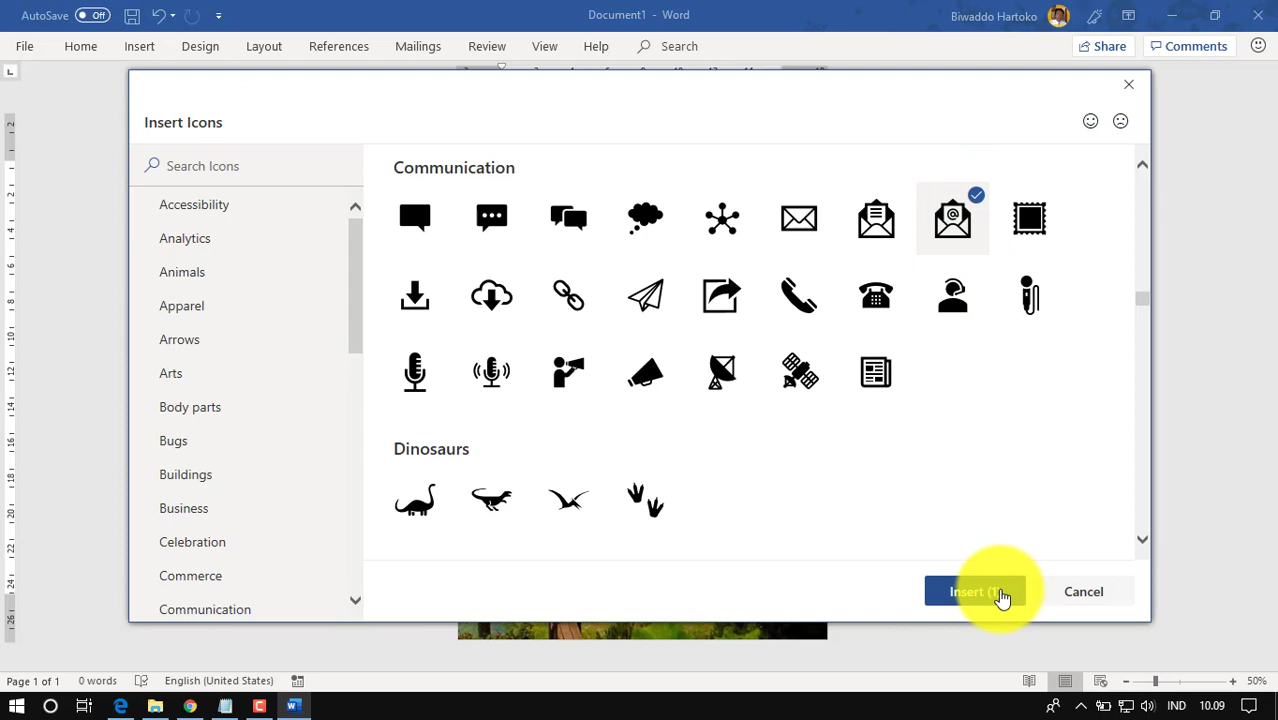 AutoSave Off Document1 - Word Biwaddo Hartoko
File Home Insert Design Layout References Mailings Review View Help Search Share Comments
Insert Icons
Search Icons
Accessibility
Analytics
Animals
Apparel
Arrows
Arts
Body parts
Bugs
Buildings
Business
Celebration
Commerce
Communication
Communication
Dinosaurs
Insert (1) Cancel
Page 1 of 1 0 words English (United States) 50%
IND 10.09